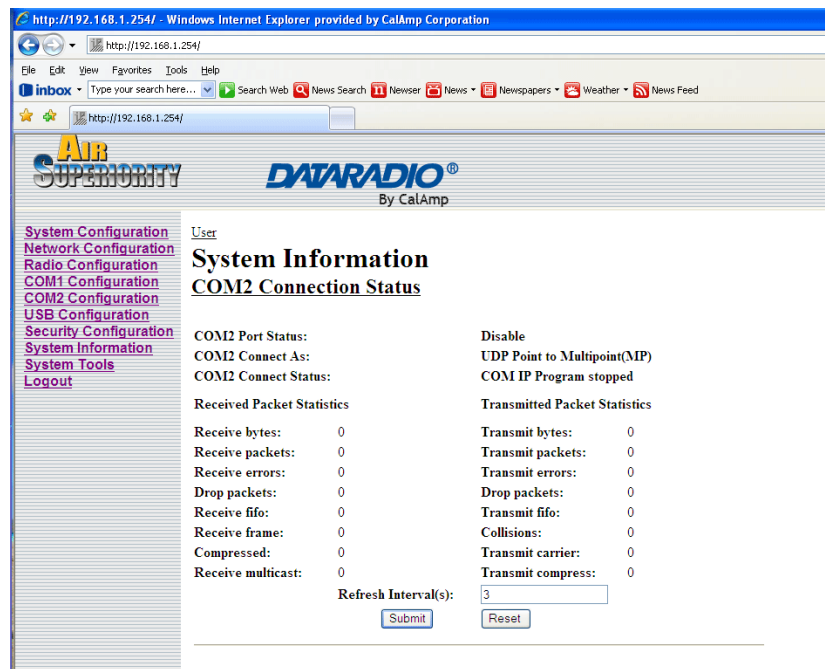 http://192.168.1.254/ - Windows Internet Explorer provided by CalAmp Corporation
http://192.168.1.254/
File Edit View Favorites Tools Help
inbox Type your search here... Search Web News Search Newser News Newspapers Weather News Feed
http://192.168.1.254/
AIR SUPERIORITY
DATARADIO®
By CalAmp
System Configuration
Network Configuration
Radio Configuration
COM1 Configuration
COM2 Configuration
USB Configuration
Security Configuration
System Information
System Tools
Logout
User
System Information
COM2 Connection Status
COM2 Port Status: Disable
COM2 Connect As: UDP Point to Multipoint(MP)
COM2 Connect Status: COM IP Program stopped
Received Packet Statistics Transmitted Packet Statistics
Receive bytes: 0 Transmit bytes: 0
Receive packets: 0 Transmit packets: 0
Receive errors: 0 Transmit errors: 0
Drop packets: 0 Drop packets: 0
Receive fifo: 0 Transmit fifo: 0
Receive frame: 0 Collisions: 0
Compressed: 0 Transmit carrier: 0
Receive multicast: 0 Transmit compress: 0
Refresh Interval(s): 3
Submit Reset